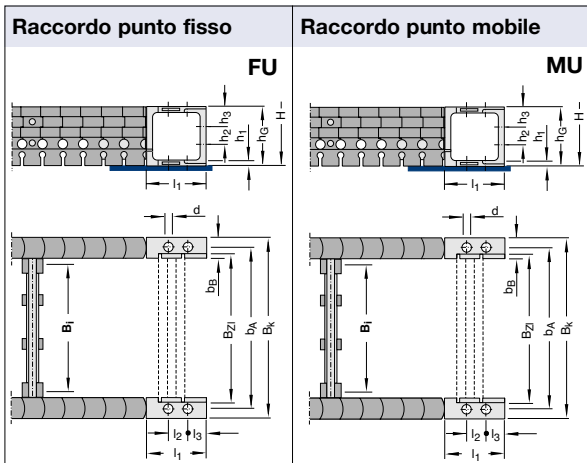 Raccordo punto fisso
Raccordo punto mobile
FU
MU
h₃
h₂
h₁
hG
H
l₁
d
bB
Bi
BZI
bA
Bk
l₂
l₃
l₁
h₃
h₂
h₁
hG
H
l₁
d
bB
Bi
BZI
bA
Bk
l₂
l₃
l₁